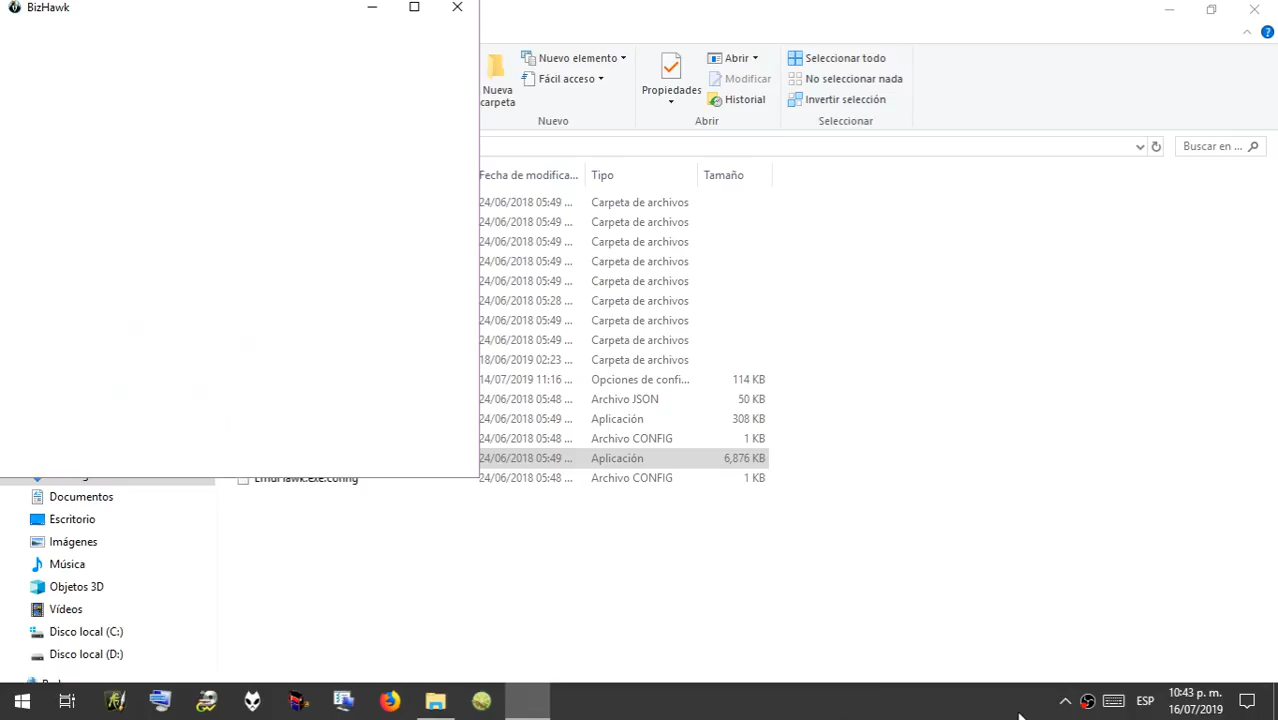 BizHawk
Nueva carpeta
Nuevo elemento
Fácil acceso
Nuevo
Propiedades
Abrir
Modificar
Historial
Abrir
Seleccionar todo
No seleccionar nada
Invertir selección
Seleccionar
Buscar en ...
Fecha de modifica... Tipo Tamaño
24/06/2018 05:49 ... Carpeta de archivos
24/06/2018 05:49 ... Carpeta de archivos
24/06/2018 05:49 ... Carpeta de archivos
24/06/2018 05:49 ... Carpeta de archivos
24/06/2018 05:49 ... Carpeta de archivos
24/06/2018 05:28 ... Carpeta de archivos
24/06/2018 05:49 ... Carpeta de archivos
24/06/2018 05:49 ... Carpeta de archivos
18/06/2019 02:23 ... Carpeta de archivos
14/07/2019 11:16 ... Opciones de confi... 114 KB
24/06/2018 05:48 ... Archivo JSON 50 KB
24/06/2018 05:49 ... Aplicación 308 KB
24/06/2018 05:48 ... Archivo CONFIG 1 KB
24/06/2018 05:49 ... Aplicación 6,876 KB
EmuHawk.exe.config 24/06/2018 05:48 ... Archivo CONFIG 1 KB
Documentos
Escritorio
Imágenes
Música
Objetos 3D
Vídeos
Disco local (C:)
Disco local (D:)
ESP
10:43 p. m.
16/07/2019